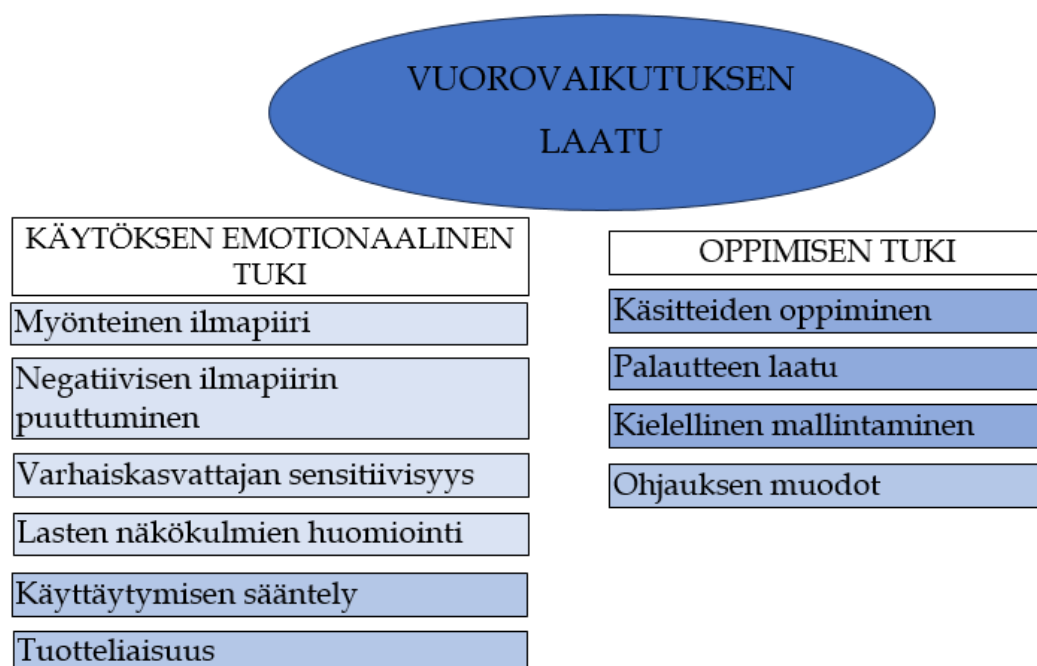 VUOROVAIKUTUKSEN
LAATU
KÄYTÖKSEN EMOTIONAALINEN
TUKI
Myönteinen ilmapiiri
Negatiivisen ilmapiirin
puuttuminen
Varhaiskasvattajan sensitiivisyys
Lasten näkökulmien huomiointi
Käyttäytymisen sääntely
Tuotteliaisuus
OPPIMISEN TUKI
Käsitteiden oppiminen
Palautteen laatu
Kielellinen mallintaminen
Ohjauksen muodot